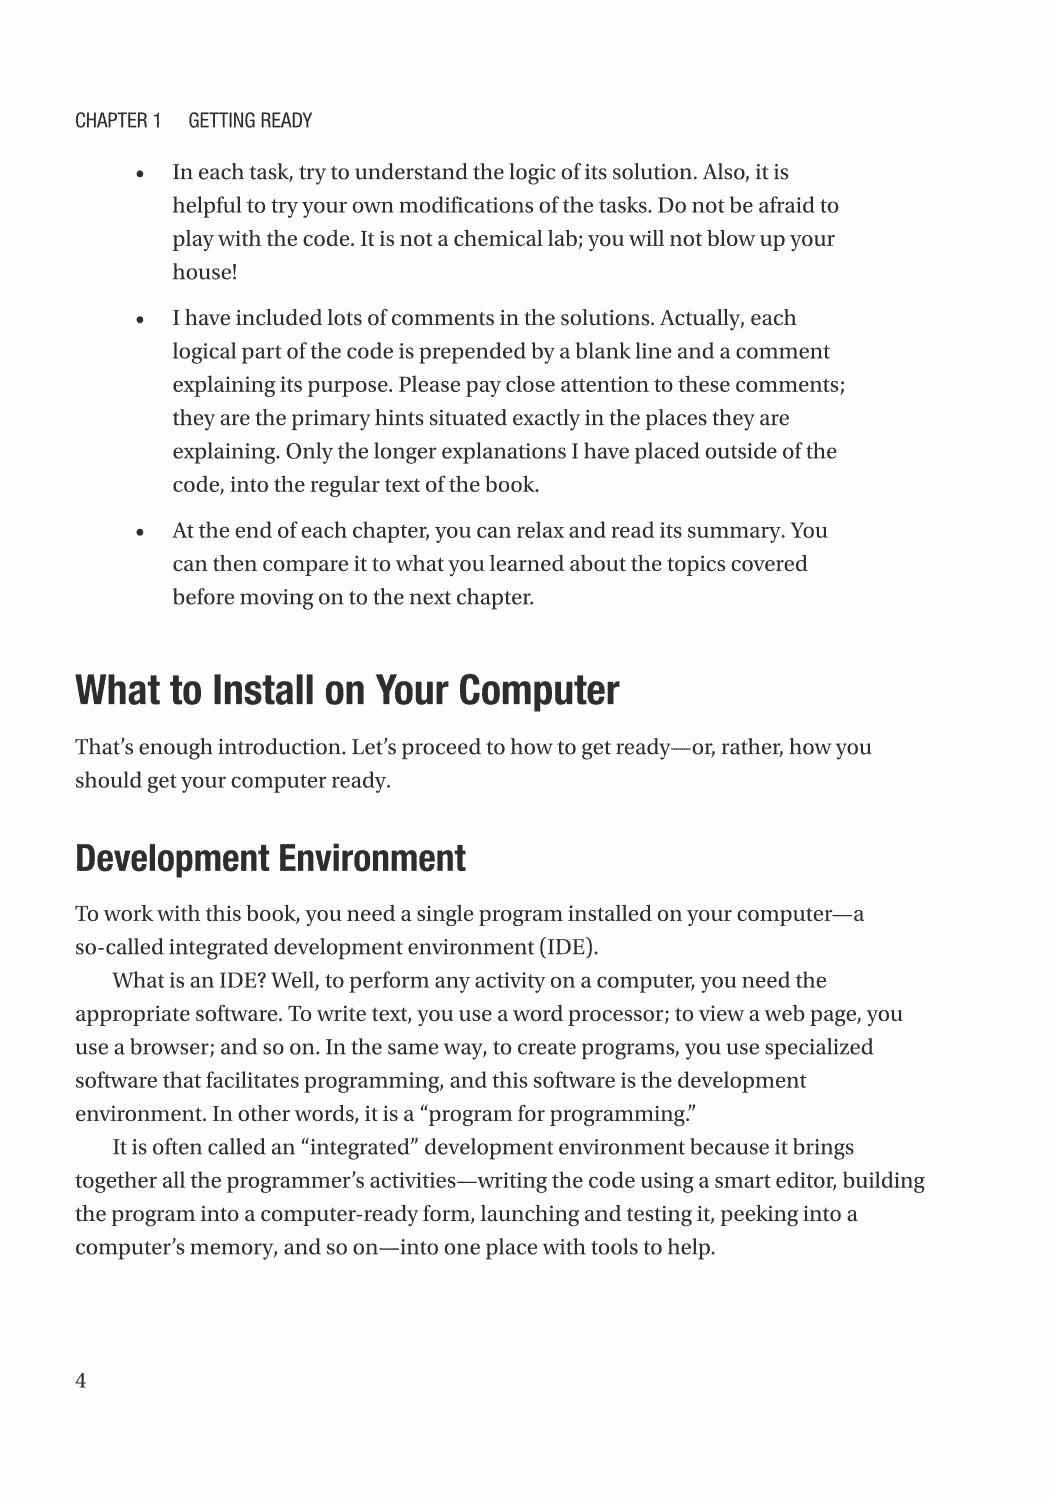 CHAPTER 1 GETTING READY
• In each task, try to understand the logic of its solution. Also, it is
helpful to try your own modifications of the tasks. Do not be afraid to
play with the code. It is not a chemical lab; you will not blow up your
house!
• I have included lots of comments in the solutions. Actually, each
logical part of the code is prepended by a blank line and a comment
explaining its purpose. Please pay close attention to these comments;
they are the primary hints situated exactly in the places they are
explaining. Only the longer explanations I have placed outside of the
code, into the regular text of the book.
• At the end of each chapter, you can relax and read its summary. You
can then compare it to what you learned about the topics covered
before moving on to the next chapter.
What to Install on Your Computer
That’s enough introduction. Let’s proceed to how to get ready—or, rather, how you
should get your computer ready.
Development Environment
To work with this book, you need a single program installed on your computer—a
so-called integrated development environment (IDE).
What is an IDE? Well, to perform any activity on a computer, you need the
appropriate software. To write text, you use a word processor; to view a web page, you
use a browser; and so on. In the same way, to create programs, you use specialized
software that facilitates programming, and this software is the development
environment. In other words, it is a “program for programming.”
It is often called an “integrated” development environment because it brings
together all the programmer’s activities—writing the code using a smart editor, building
the program into a computer-ready form, launching and testing it, peeking into a
computer’s memory, and so on—into one place with tools to help.
4